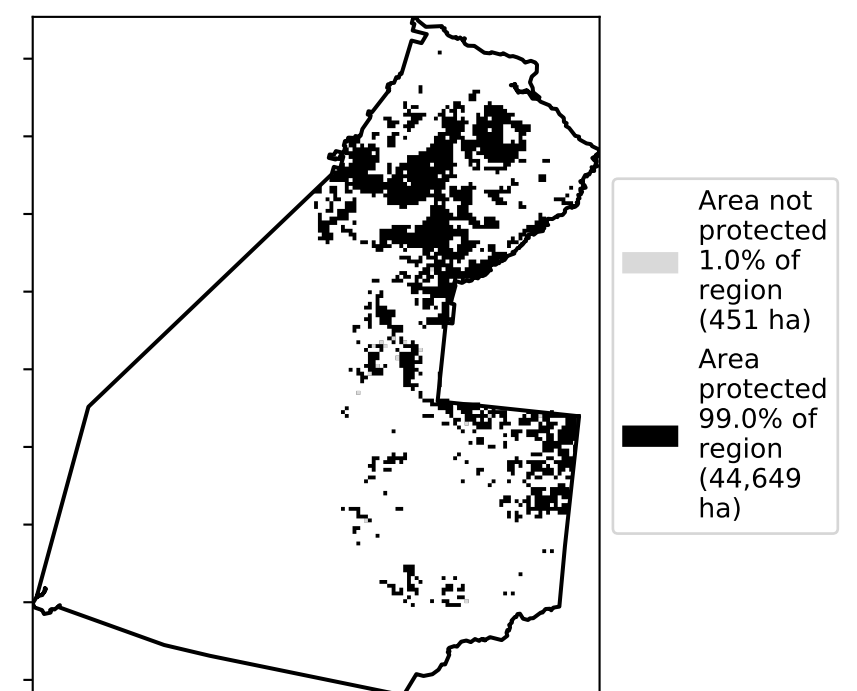 Area not
protected
1.0% of
region
(451 ha)
Area
protected
99.0% of
region
(44,649
ha)